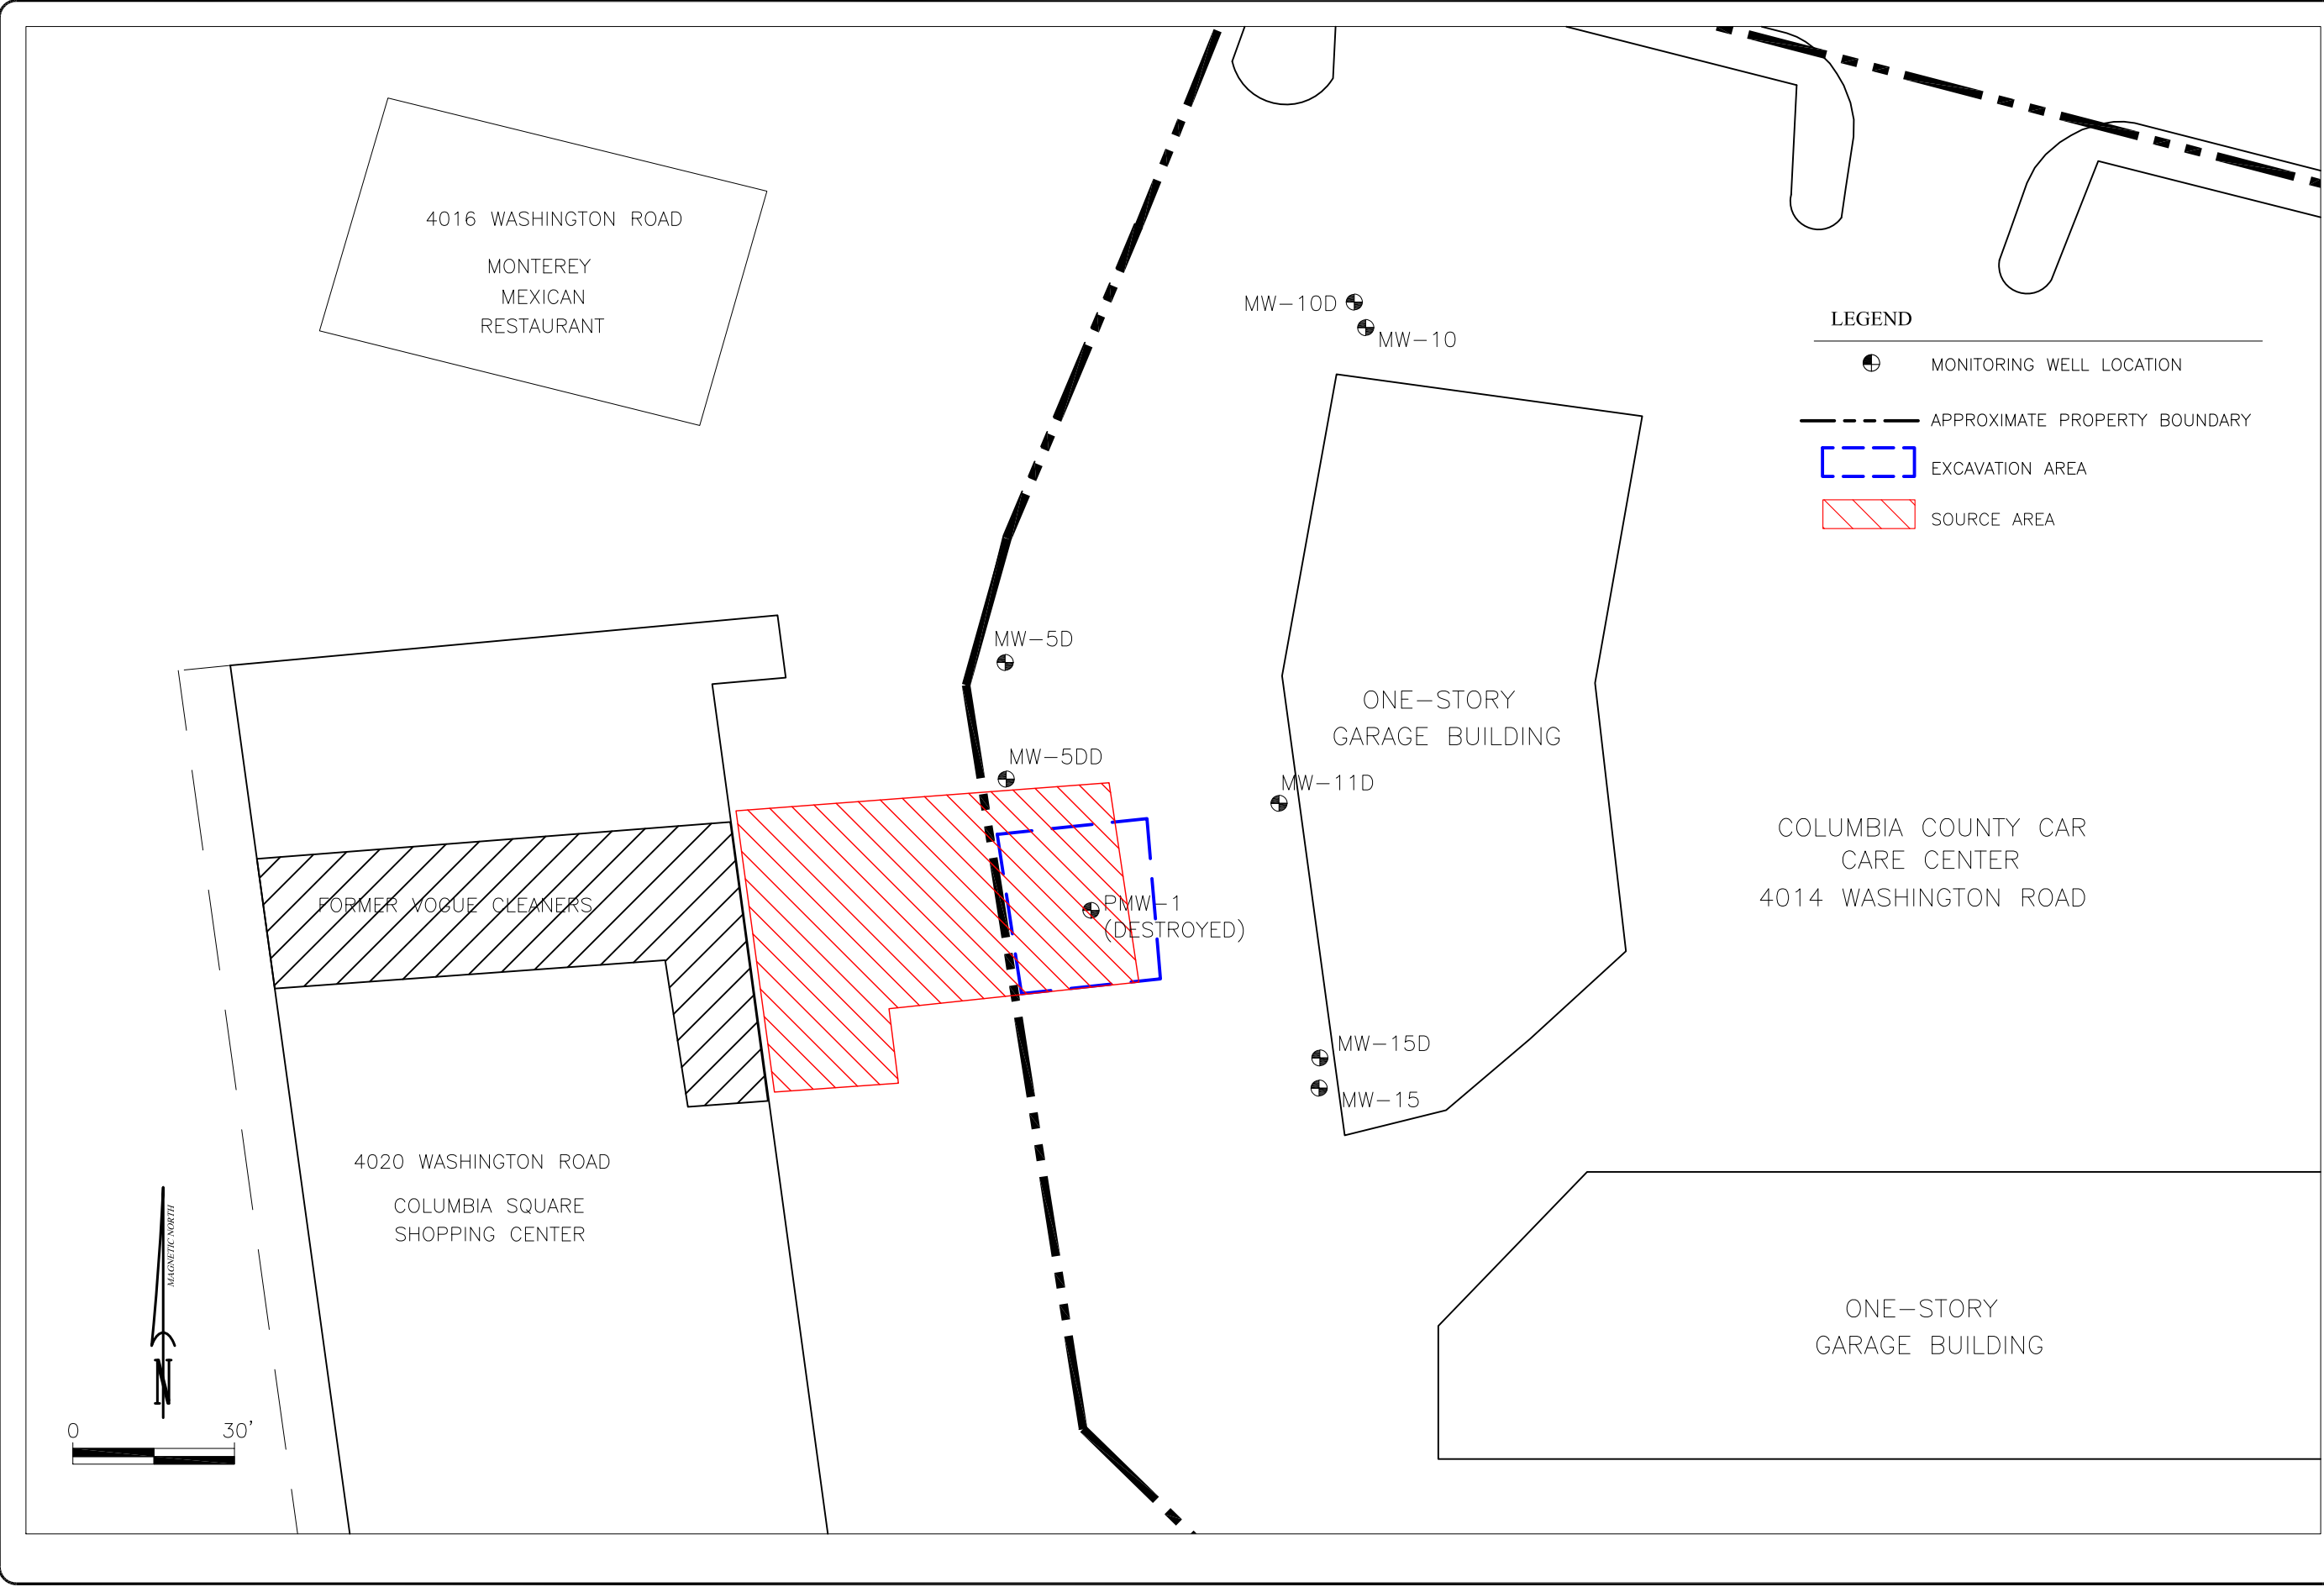 4016 WASHINGTON ROAD
MONTEREY
MEXICAN
RESTAURANT
MW-10D
MW-10
LEGEND
MONITORING WELL LOCATION
APPROXIMATE PROPERTY BOUNDARY
EXCAVATION AREA
SOURCE AREA
MW-5D
MW-5DD
ONE-STORY
GARAGE BUILDING
MW-11D
COLUMBIA COUNTY CAR
CARE CENTER
4014 WASHINGTON ROAD
FORMER VOGUE CLEANERS
PMW-1
(DESTROYED)
MW-15D
MW-15
4020 WASHINGTON ROAD
COLUMBIA SQUARE
SHOPPING CENTER
MAGNETIC NORTH
N
0 30'
ONE-STORY
GARAGE BUILDING